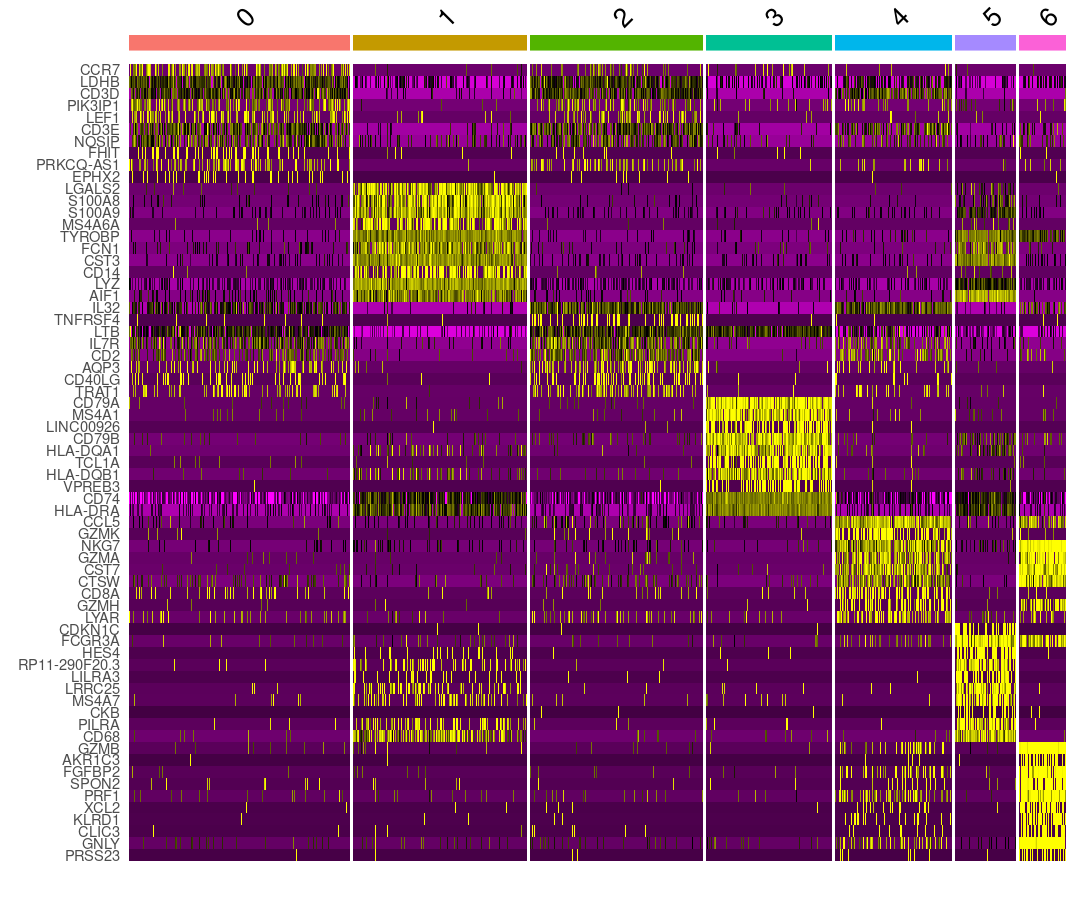 0 1 2 3 4 5 6
CCR7
LDHB
CD3D
PIK3IP1
LEF1
CD3E
NOSIP
FHIT
PRKCQ-AS1
EPHX2
LGALS2
S100A8
S100A9
MS4A6A
TYROBP
FCN1
CST3
CD14
LYZ
AIF1
IL32
TNFRSF4
LTB
IL7R
CD2
AQP3
CD40LG
TRAT1
CD79A
MS4A1
LINC00926
CD79B
HLA-DQA1
TCL1A
HLA-DQB1
VPREB3
CD74
HLA-DRA
CCL5
GZMK
NKG7
GZMA
CST7
CTSW
CD8A
GZMH
LYAR
CDKN1C
FCGR3A
HES4
RP11-290F20.3
LILRA3
LRRC25
MS4A7
CKB
PILRA
CD68
GZMB
AKR1C3
FGFBP2
SPON2
PRF1
XCL2
KLRD1
CLIC3
GNLY
PRSS23